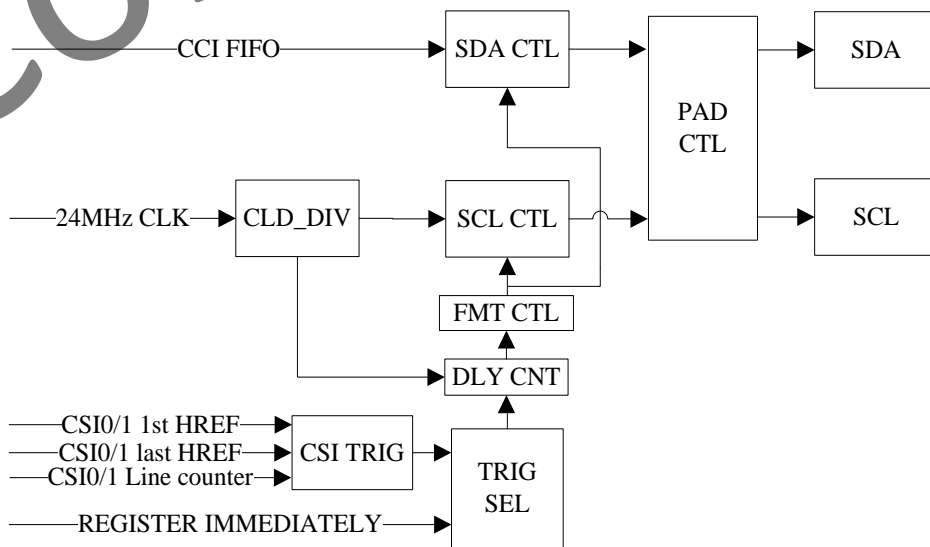 CCI FIFO
SDA CTL
SDA
PAD
CTL
24MHz CLK
CLD_DIV
SCL CTL
SCL
FMT CTL
DLY CNT
CSI0/1 1st HREF
CSI0/1 last HREF
CSI0/1 Line counter
CSI TRIG
TRIG
SEL
REGISTER IMMEDIATELY